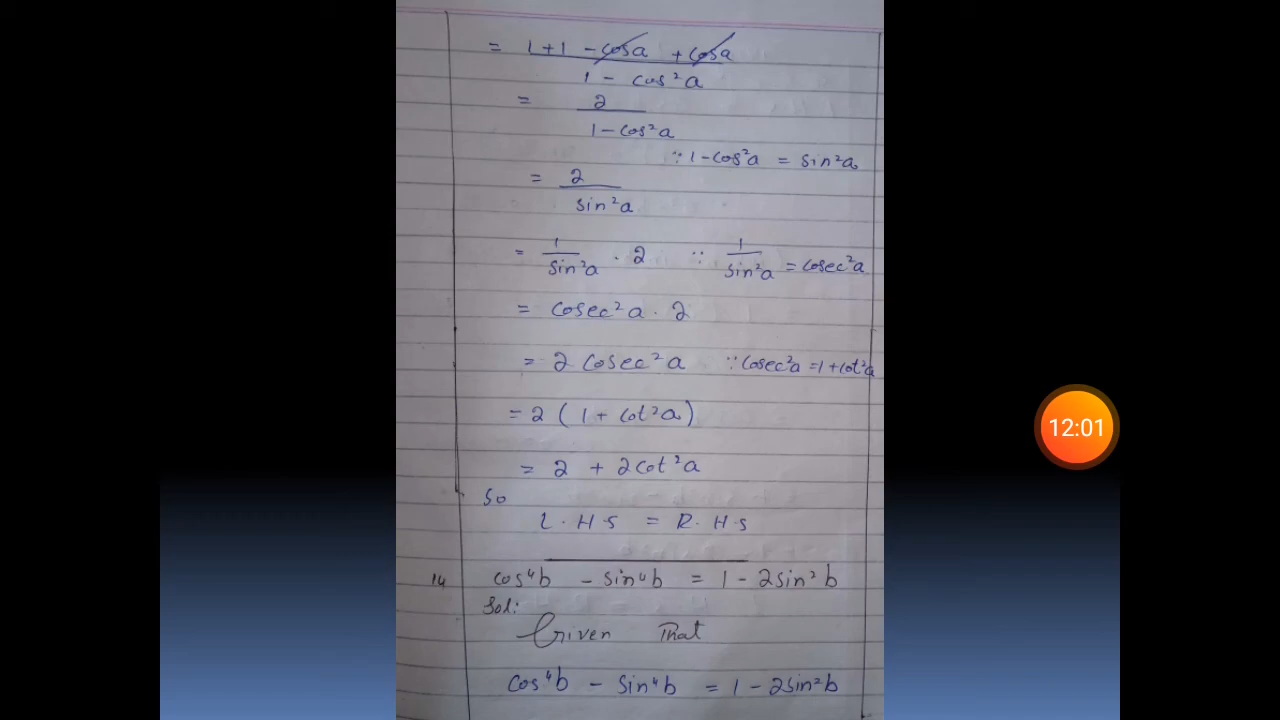 = 1 + 1 - cosa + cosa
1 - cos²a
= 2
1 - cos²a
∵ 1 - cos²a = sin²a
= 2
sin²a
= 1/sin²a · 2 ∵ 1/sin²a = cosec²a
= cosec²a · 2
= 2 cosec²a ∵ cosec²a = 1 + cot²a
= 2 ( 1 + cot²a)
= 2 + 2cot²a
So
L.H.S = R.H.S
14 cos⁴b - sin⁴b = 1 - 2sin²b
Sol:
Given That
cos⁴b - sin⁴b = 1 - 2sin²b
12:01